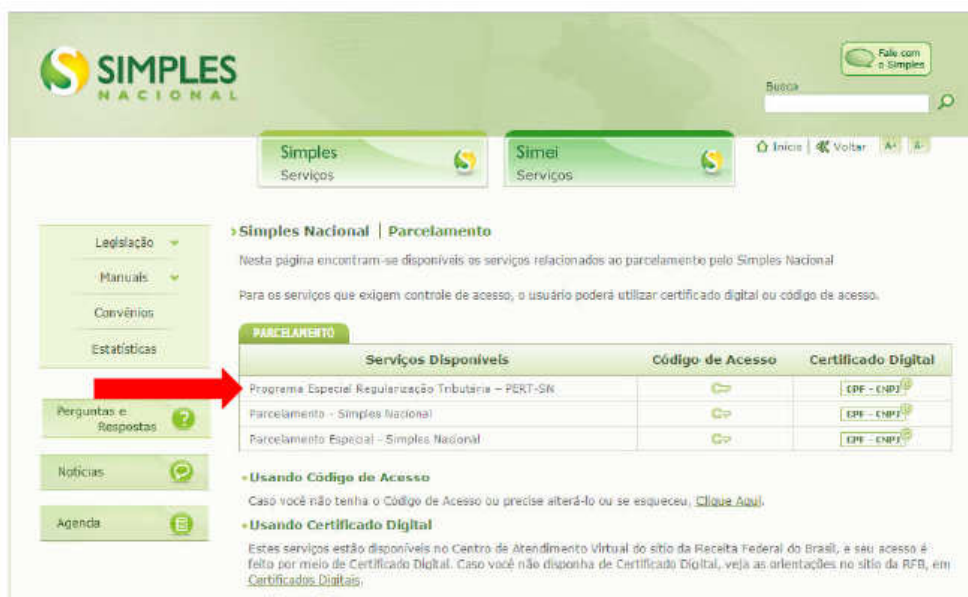 SIMPLES
NACIONAL
Fale com
o Simples
Busca
Simples
Serviços
Simei
Serviços
Início | Voltar A+ A-
Legislação
Manuais
Convênios
Estatísticas
Perguntas e
Respostas
Notícias
Agenda
Simples Nacional | Parcelamento
Nesta página encontram-se disponíveis os serviços relacionados ao parcelamento pelo Simples Nacional
Para os serviços que exigem controle de acesso, o usuário poderá utilizar certificado digital ou código de acesso.
PARCELAMENTO
Serviços Disponíveis Código de Acesso Certificado Digital
Programa Especial Regularização Tributária – PERT-SN CPF - CNPJ
Parcelamento - Simples Nacional CPF - CNPJ
Parcelamento Especial - Simples Nacional CPF - CNPJ
Usando Código de Acesso
Caso você não tenha o Código de Acesso ou precise alterá-lo ou se esqueceu, Clique Aqui.
Usando Certificado Digital
Estes serviços estão disponíveis no Centro de Atendimento Virtual do sítio da Receita Federal do Brasil, e seu acesso é
feito por meio de Certificado Digital. Caso você não disponha de Certificado Digital, veja as orientações no sítio da RFB, em
Certificados Digitais.